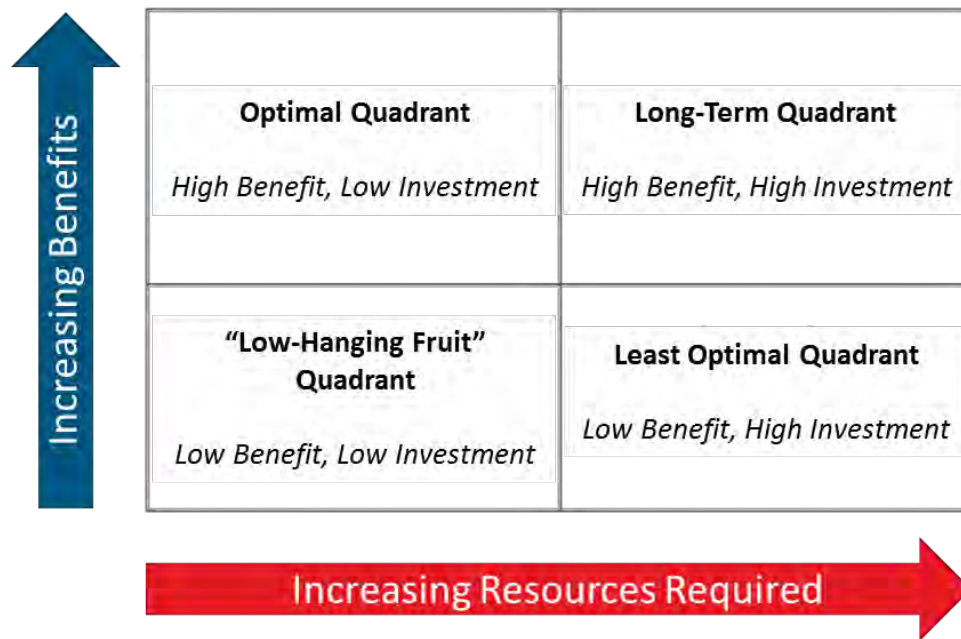 Increasing Benefits
Optimal Quadrant
High Benefit, Low Investment
Long-Term Quadrant
High Benefit, High Investment
“Low-Hanging Fruit”
Quadrant
Low Benefit, Low Investment
Least Optimal Quadrant
Low Benefit, High Investment
Increasing Resources Required